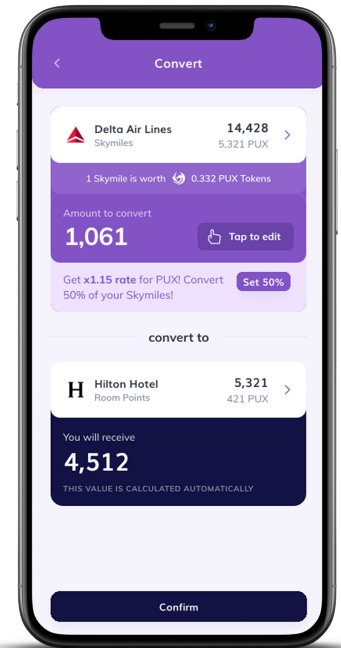 Convert
Delta Air Lines 14,428
Skymiles 5,321 PUX
1 Skymile is worth 0.332 PUX Tokens
Amount to convert
1,061 Tap to edit
Get x1.15 rate for PUX! Convert Set 50%
50% of your Skymiles!
convert to
H Hilton Hotel 5,321
Room Points 421 PUX
You will receive
4,512
THIS VALUE IS CALCULATED AUTOMATICALLY
Confirm